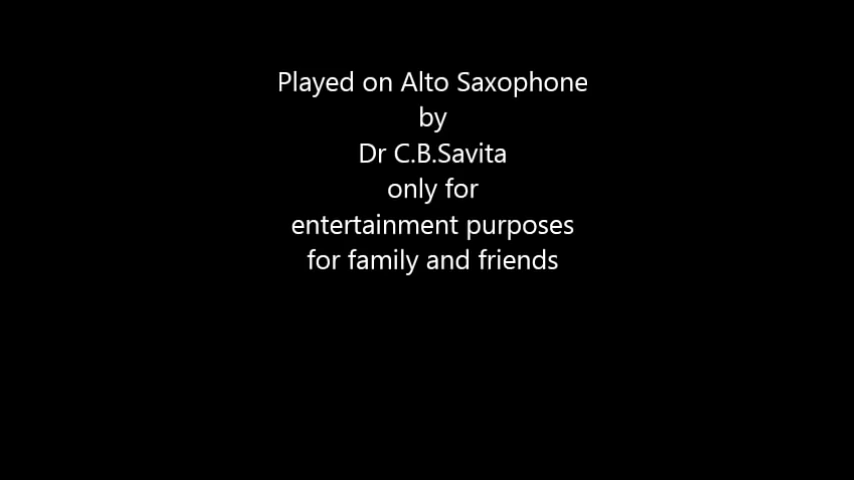 Played on Alto Saxophone
by
Dr C.B.Savita
only for
entertainment purposes
for family and friends